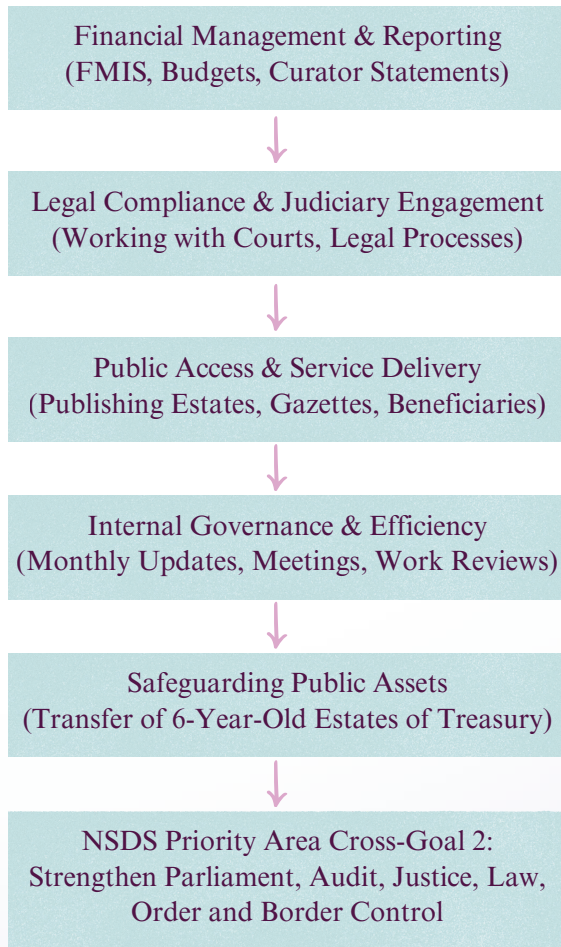 Financial Management & Reporting
(FMIS, Budgets, Curator Statements)
Legal Compliance & Judiciary Engagement
(Working with Courts, Legal Processes)
Public Access & Service Delivery
(Publishing Estates, Gazettes, Beneficiaries)
Internal Governance & Efficiency
(Monthly Updates, Meetings, Work Reviews)
Safeguarding Public Assets
(Transfer of 6-Year-Old Estates of Treasury)
NSDS Priority Area Cross-Goal 2:
Strengthen Parliament, Audit, Justice, Law,
Order and Border Control